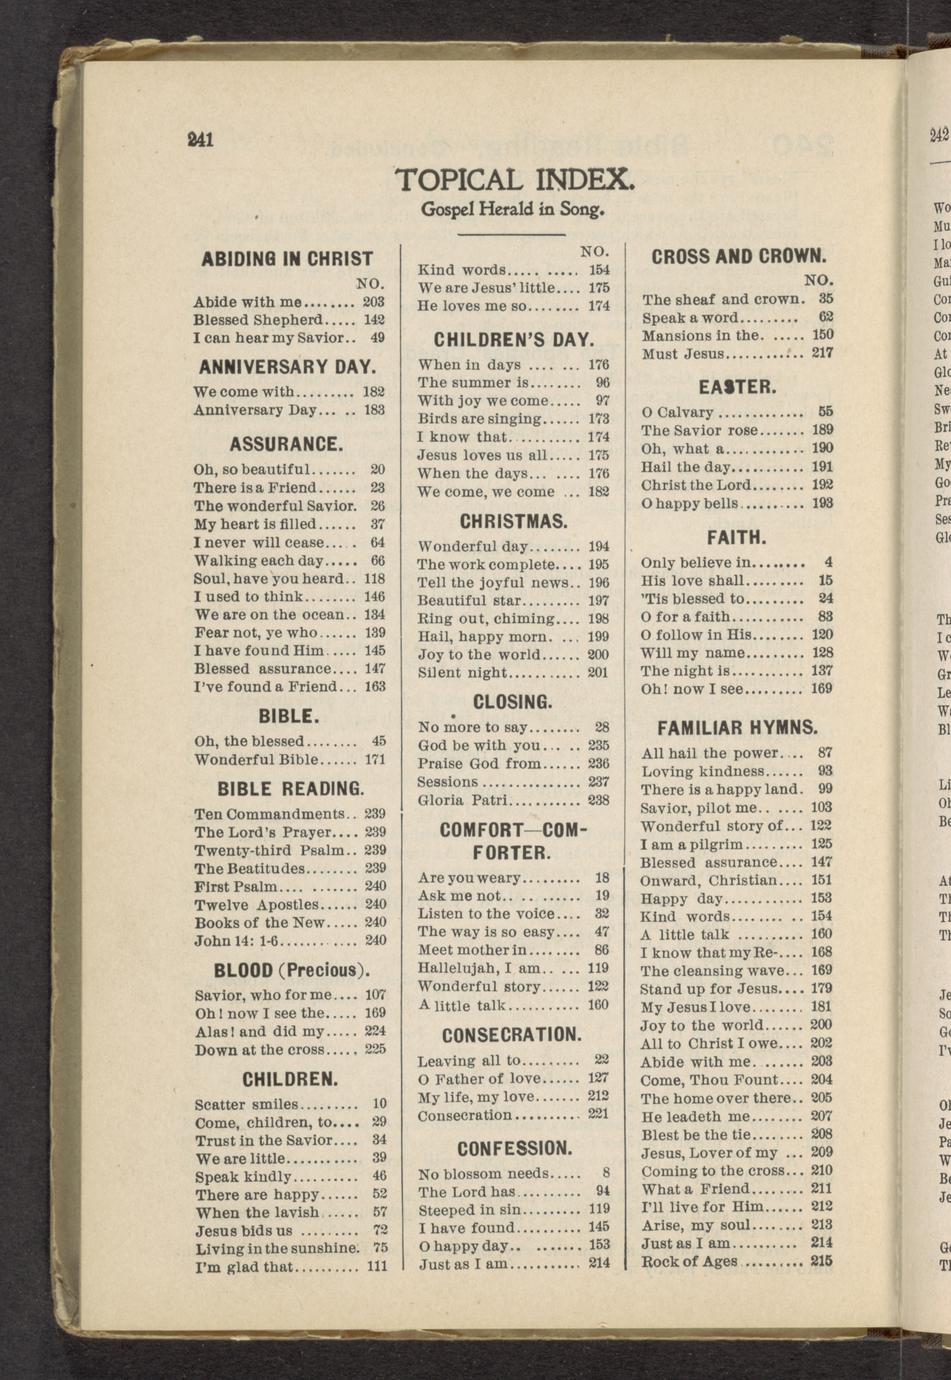 241
TOPICAL INDEX.
Gospel Herald in Song.
ABIDING IN CHRIST
NO.
Abide with me........ 203
Blessed Shepherd..... 142
I can hear my Savior.. 49
ANNIVERSARY DAY.
We come with......... 182
Anniversary Day... .. 183
ASSURANCE.
Oh, so beautiful....... 20
There is a Friend...... 23
The wonderful Savior. 26
My heart is filled...... 37
I never will cease..... 64
Walking each day..... 66
Soul, have you heard.. 118
I used to think........ 146
We are on the ocean.. 134
Fear not, ye who...... 139
I have found Him..... 145
Blessed assurance.... 147
I've found a Friend... 163
BIBLE.
Oh, the blessed........ 45
Wonderful Bible...... 171
BIBLE READING.
Ten Commandments.. 239
The Lord's Prayer.... 239
Twenty-third Psalm.. 239
The Beatitudes........ 239
First Psalm.... ....... 240
Twelve Apostles...... 240
Books of the New..... 240
John 14: 1-6............ 240
BLOOD (Precious).
Savior, who for me.... 107
Oh! now I see the..... 169
Alas! and did my..... 224
Down at the cross..... 225
CHILDREN.
Scatter smiles......... 10
Come, children, to.... 29
Trust in the Savior.... 34
We are little........... 39
Speak kindly.......... 46
There are happy...... 52
When the lavish...... 57
Jesus bids us ......... 72
Living in the sunshine. 75
I'm glad that.......... 111
NO.
Kind words..... ..... 154
We are Jesus' little.... 175
He loves me so........ 174
CHILDREN'S DAY.
When in days .... ... 176
The summer is........ 96
With joy we come..... 97
Birds are singing...... 173
I know that........... 174
Jesus loves us all..... 175
When the days... .... 176
We come, we come ... 182
CHRISTMAS.
Wonderful day........ 194
The work complete.... 195
Tell the joyful news.. 196
Beautiful star......... 197
Ring out, chiming.... 198
Hail, happy morn. ... 199
Joy to the world...... 200
Silent night........... 201
CLOSING.
No more to say........ 28
God be with you... .. 235
Praise God from...... 236
Sessions .............. 237
Gloria Patri........... 238
COMFORT—COM-
FORTER.
Are you weary......... 18
Ask me not.. .. ...... 19
Listen to the voice.... 32
The way is so easy.... 47
Meet mother in........ 86
Hallelujah, I am.. ... 119
Wonderful story...... 122
A little talk........... 160
CONSECRATION.
Leaving all to......... 22
O Father of love...... 127
My life, my love....... 212
Consecration.......... 221
CONFESSION.
No blossom needs..... 8
The Lord has.......... 94
Steeped in sin......... 119
I have found.......... 145
O happy day.. ....... 153
Just as I am........... 214
CROSS AND CROWN.
NO.
The sheaf and crown. 35
Speak a word......... 62
Mansions in the. ..... 150
Must Jesus............ 217
EASTER.
O Calvary ............ 55
The Savior rose....... 189
Oh, what a............ 190
Hail the day........... 191
Christ the Lord........ 192
O happy bells.......... 193
FAITH.
Only believe in........ 4
His love shall......... 15
'Tis blessed to......... 24
O for a faith........... 83
O follow in His........ 120
Will my name......... 128
The night is........... 137
Oh! now I see......... 169
FAMILIAR HYMNS.
All hail the power.... 87
Loving kindness...... 93
There is a happy land. 99
Savior, pilot me.. .... 103
Wonderful story of... 122
I am a pilgrim......... 125
Blessed assurance.... 147
Onward, Christian.... 151
Happy day............ 153
Kind words........ .. 154
A little talk .......... 160
I know that my Re-.... 168
The cleansing wave... 169
Stand up for Jesus.... 179
My Jesus I love........ 181
Joy to the world...... 200
All to Christ I owe.... 202
Abide with me. ...... 203
Come, Thou Fount.... 204
The home over there.. 205
He leadeth me........ 207
Blest be the tie........ 208
Jesus, Lover of my ... 209
Coming to the cross... 210
What a Friend........ 211
I'll live for Him...... 212
Arise, my soul........ 213
Just as I am.......... 214
Rock of Ages .......... 215
242